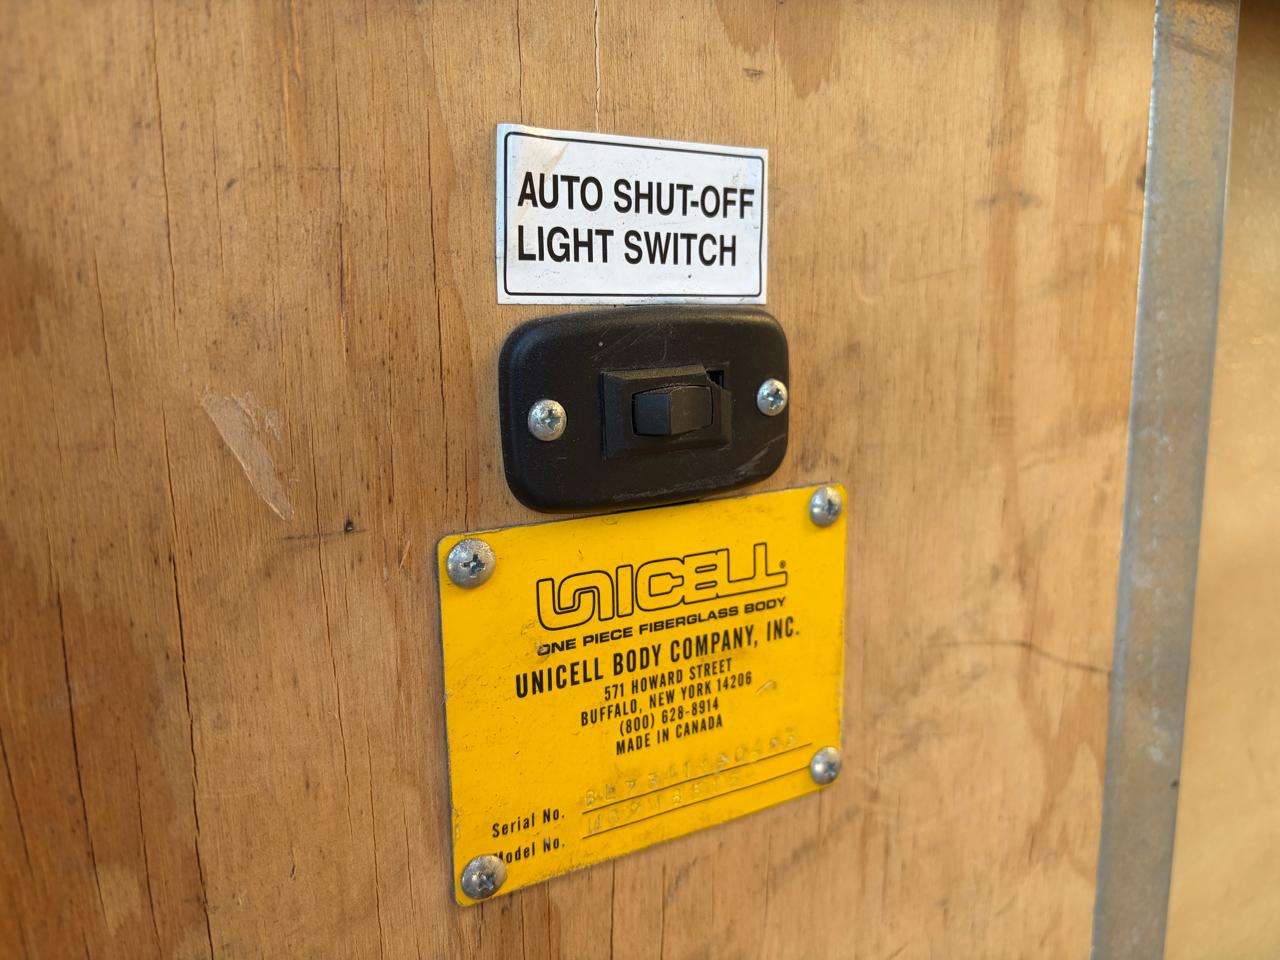 AUTO SHUT-OFF
LIGHT SWITCH
UNICELL®
ONE PIECE FIBERGLASS BODY
UNICELL BODY COMPANY, INC.
571 HOWARD STREET
BUFFALO, NEW YORK 14206
(800) 628-8914
MADE IN CANADA
Serial No.
Model No.